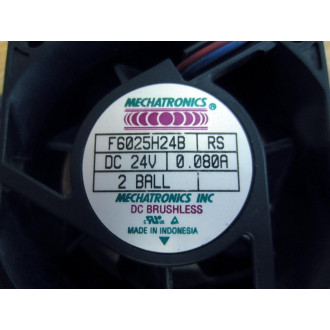 MECHATRONICS
®
F6025H24B RS
DC 24V 0.080A
2 BALL
MECHATRONICS INC
DC BRUSHLESS
MADE IN INDONESIA